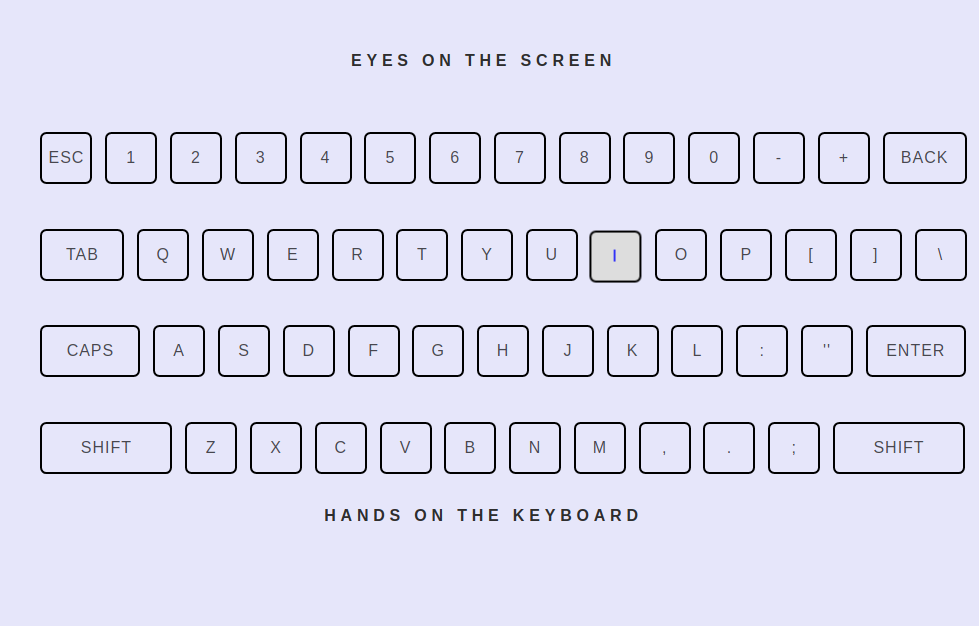 EYES ON THE SCREEN
ESC 1 2 3 4 5 6 7 8 9 0 - + BACK
TAB Q W E R T Y U I O P [ ] \
CAPS A S D F G H J K L : " ENTER
SHIFT Z X C V B N M , . ; SHIFT
HANDS ON THE KEYBOARD